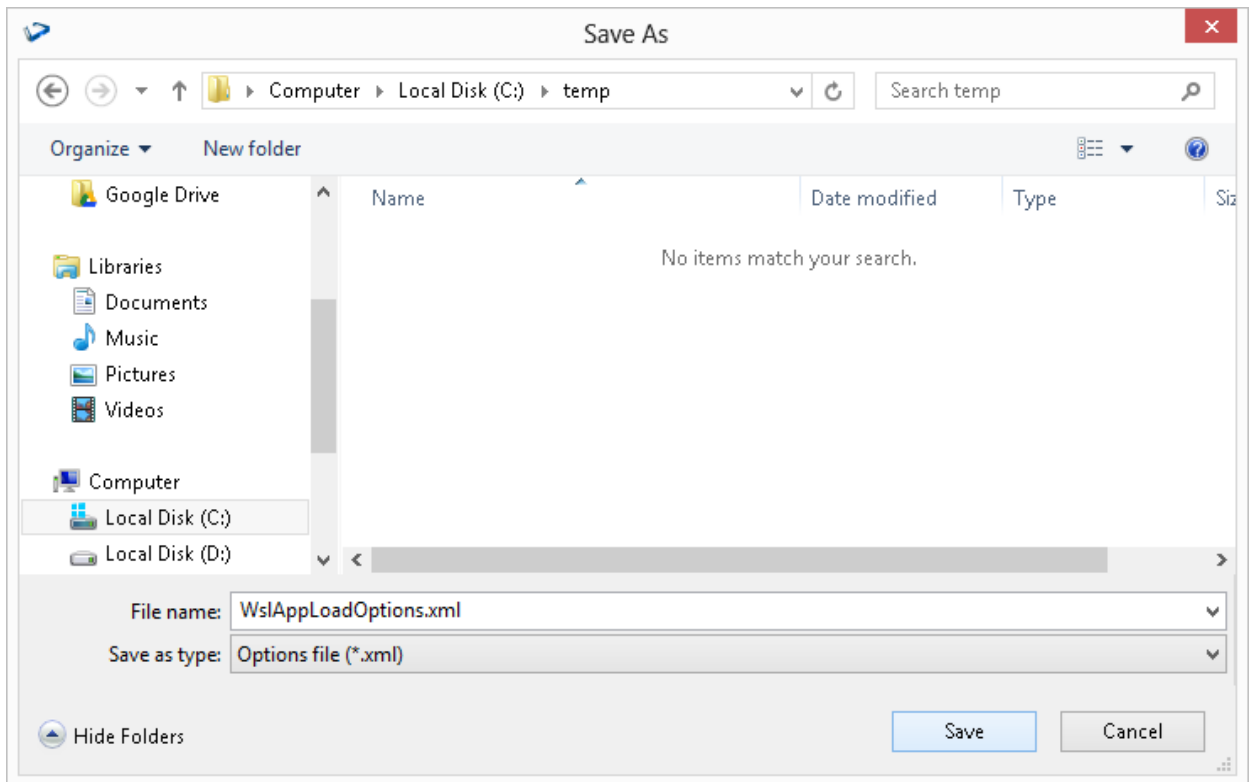 Save As
Computer Local Disk (C:) temp
Search temp
Organize New folder
Name Date modified Type Siz
No items match your search.
Google Drive
Libraries
Documents
Music
Pictures
Videos
Computer
Local Disk (C:)
Local Disk (D:)
File name: WslAppLoadOptions.xml
Save as type: Options file (*.xml)
Hide Folders
Save Cancel